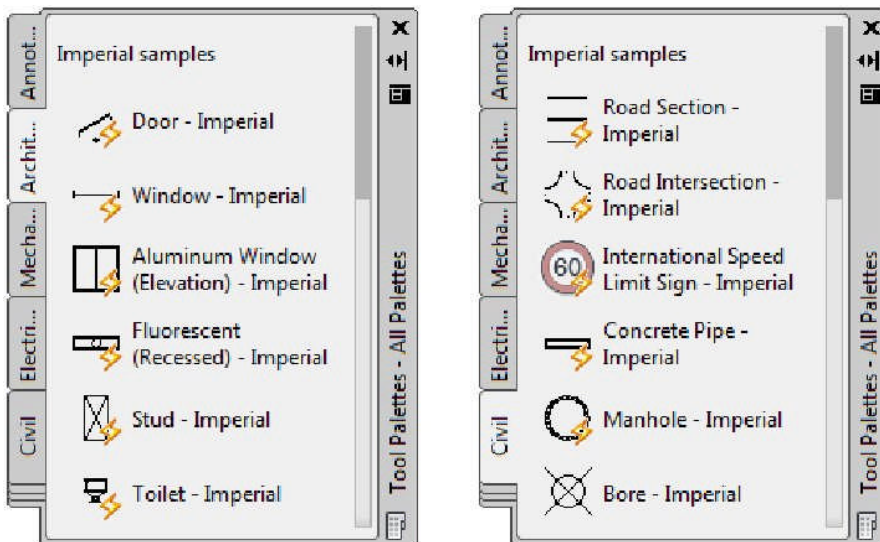 Annot...
Archit...
Mecha...
Electri...
Civil
Imperial samples
Door - Imperial
Window - Imperial
Aluminum Window
(Elevation) - Imperial
Fluorescent
(Recessed) - Imperial
Stud - Imperial
Toilet - Imperial
Tool Palettes - All Palettes
Annot...
Archit...
Mecha...
Electri...
Civil
Imperial samples
Road Section -
Imperial
Road Intersection -
Imperial
60
International Speed
Limit Sign - Imperial
Concrete Pipe -
Imperial
Manhole - Imperial
Bore - Imperial
Tool Palettes - All Palettes